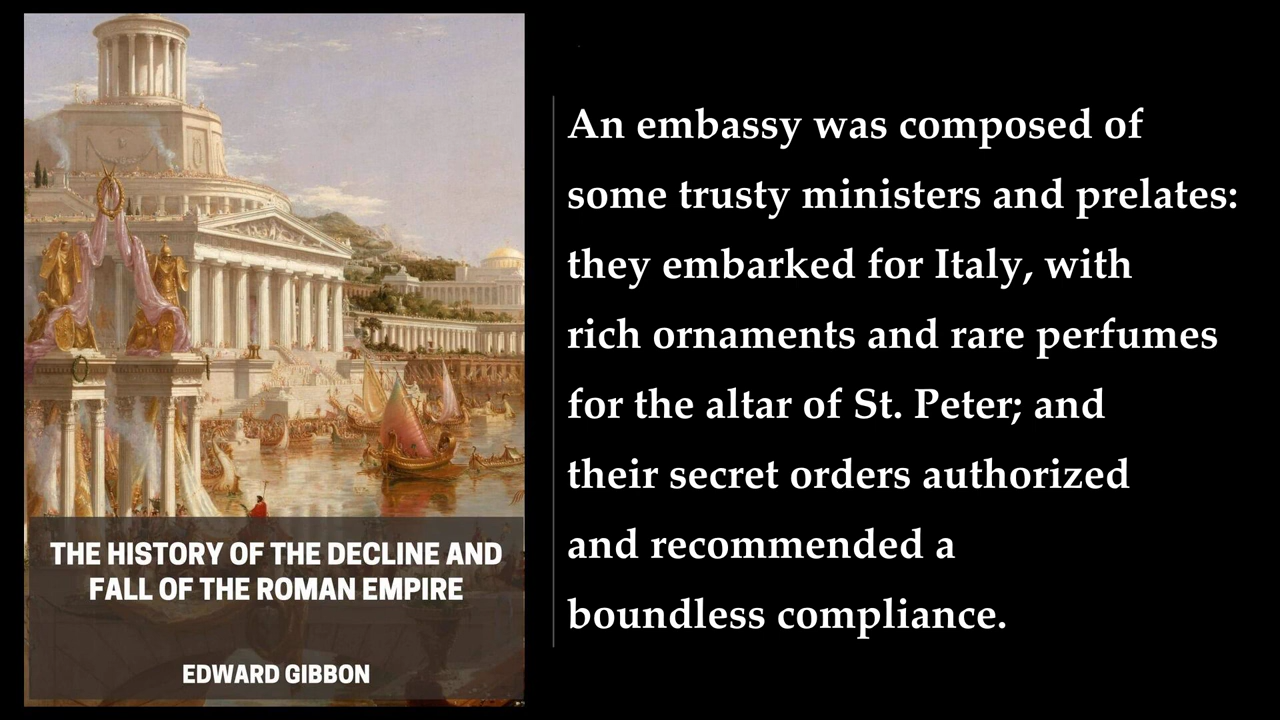 THE HISTORY OF THE DECLINE AND
FALL OF THE ROMAN EMPIRE
EDWARD GIBBON
An embassy was composed of
some trusty ministers and prelates:
they embarked for Italy, with
rich ornaments and rare perfumes
for the altar of St. Peter; and
their secret orders authorized
and recommended a
boundless compliance.